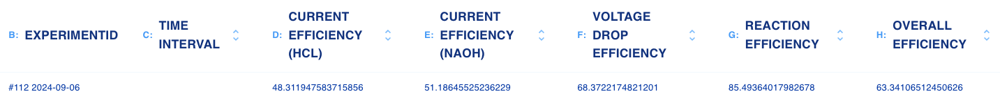 B: EXPERIMENTID
C: TIME INTERVAL
D: CURRENT EFFICIENCY (HCL)
E: CURRENT EFFICIENCY (NAOH)
F: VOLTAGE DROP EFFICIENCY
G: REACTION EFFICIENCY
H: OVERALL EFFICIENCY
#112 2024-09-06 48.311947583715856 51.18645525236229 68.3722174821201 85.49364017982678 63.34106512450626